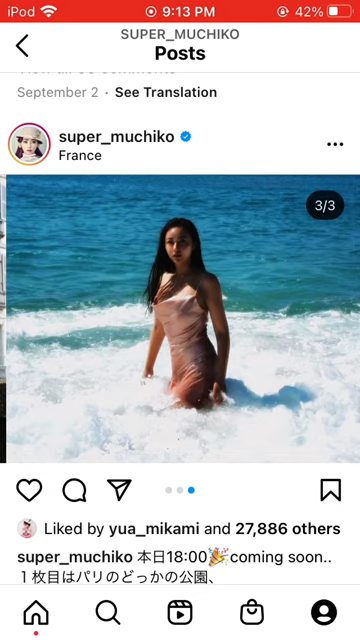 iPod 9:13 PM 42%
SUPER_MUCHIKO
Posts
September 2 · See Translation
super_muchiko
France
3/3
Liked by yua_mikami and 27,886 others
super_muchiko 本日18:00🎉coming soon..
１枚目はパリのどっかの公園、